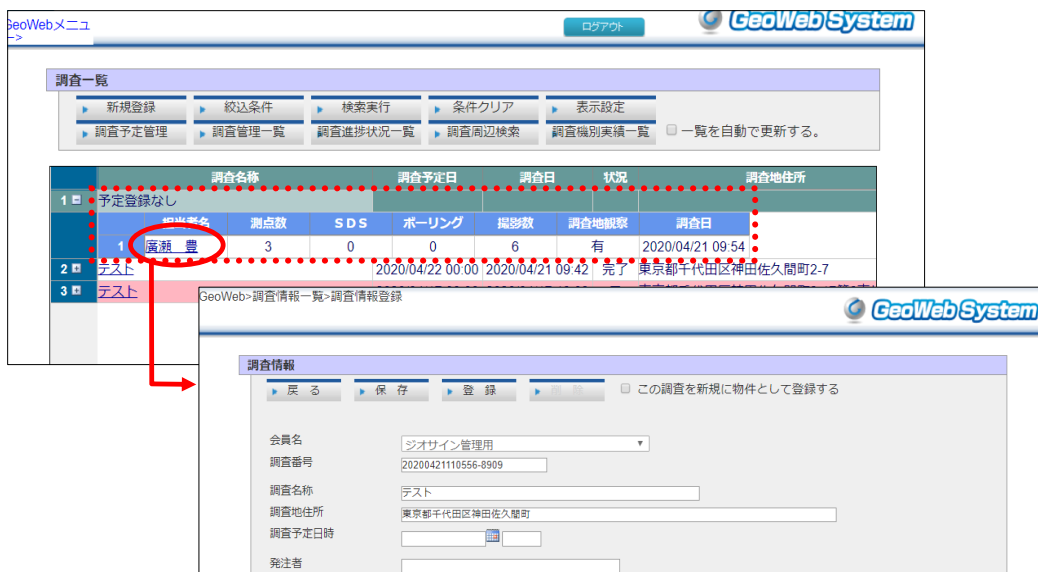 GeoWebメニュ
-->
ログアウト
GeoWeb System
調査一覧
新規登録 絞込条件 検索実行 条件クリア 表示設定
調査予定管理 調査管理一覧 調査進捗状況一覧 調査周辺検索 調査機別実績一覧 一覧を自動で更新する。
調査名称 調査予定日 調査日 状況 調査地住所
1 予定登録なし
担当者名 測点数 SDS ボーリング 撮影数 調査地観察 調査日
1 廣瀬 豊 3 0 0 6 有 2020/04/21 09:54
2 テスト 2020/04/22 00:00 2020/04/21 09:42 完了 東京都千代田区神田佐久間町2-7
3 テスト
GeoWeb>調査情報一覧>調査情報登録
GeoWeb System
調査情報
戻る 保存 登録 削除 この調査を新規に物件として登録する
会員名 ジオサイン管理用
調査番号 20200421110556-8909
調査名称 テスト
調査地住所 東京都千代田区神田佐久間町
調査予定日時
発注者